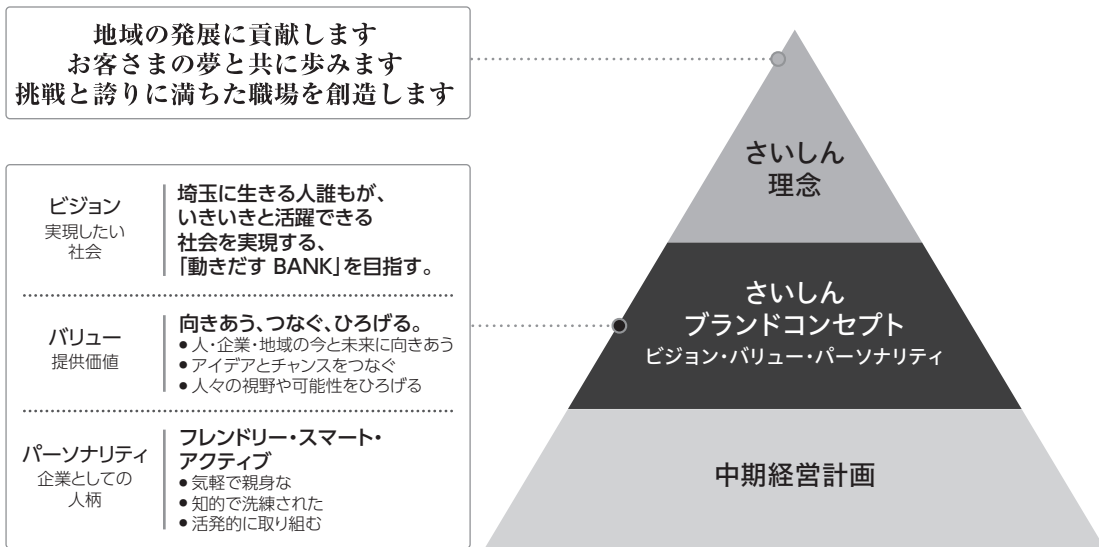 地域の発展に貢献します
お客さまの夢と共に歩みます
挑戦と誇りに満ちた職場を創造します
ビジョン
実現したい
社会
埼玉に生きる人誰もが、
いきいきと活躍できる
社会を実現する、
「動きだす BANK」を目指す。
バリュー
提供価値
向きあう、つなぐ、ひろげる。
●人・企業・地域の今と未来に向きあう
●アイデアとチャンスをつなぐ
●人々の視野や可能性をひろげる
パーソナリティ
企業としての
人柄
フレンドリー・スマート・
アクティブ
●気軽で親身な
●知的で洗練された
●活発的に取り組む
さいしん
理念
さいしん
ブランドコンセプト
ビジョン・バリュー・パーソナリティ
中期経営計画